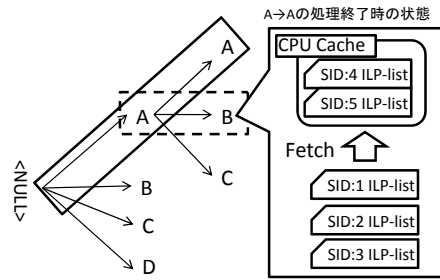 A→Aの処理終了時の状態
CPU Cache
SID:4 ILP-list
SID:5 ILP-list
Fetch
SID:1 ILP-list
SID:2 ILP-list
SID:3 ILP-list
A
A
B
C
<NULL>
B
C
D